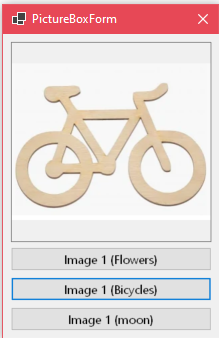 PictureBoxForm
Image 1 (Flowers)
Image 1 (Bicycles)
Image 1 (moon)